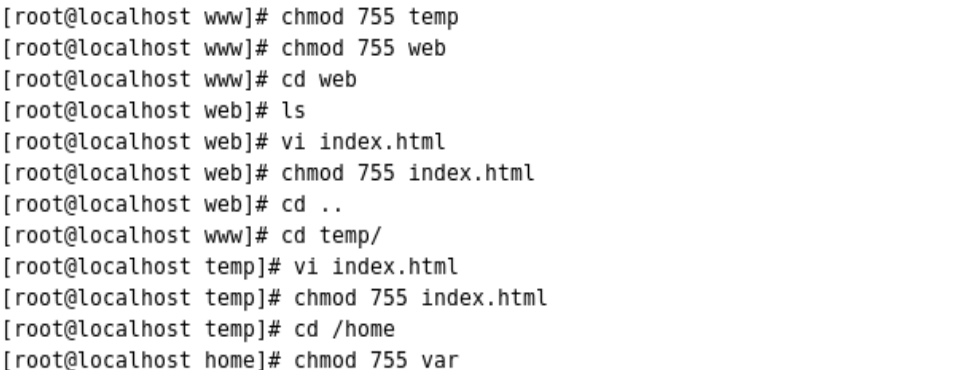 [root@localhost www]# chmod 755 temp
[root@localhost www]# chmod 755 web
[root@localhost www]# cd web
[root@localhost web]# ls
[root@localhost web]# vi index.html
[root@localhost web]# chmod 755 index.html
[root@localhost web]# cd ..
[root@localhost www]# cd temp/
[root@localhost temp]# vi index.html
[root@localhost temp]# chmod 755 index.html
[root@localhost temp]# cd /home
[root@localhost home]# chmod 755 var